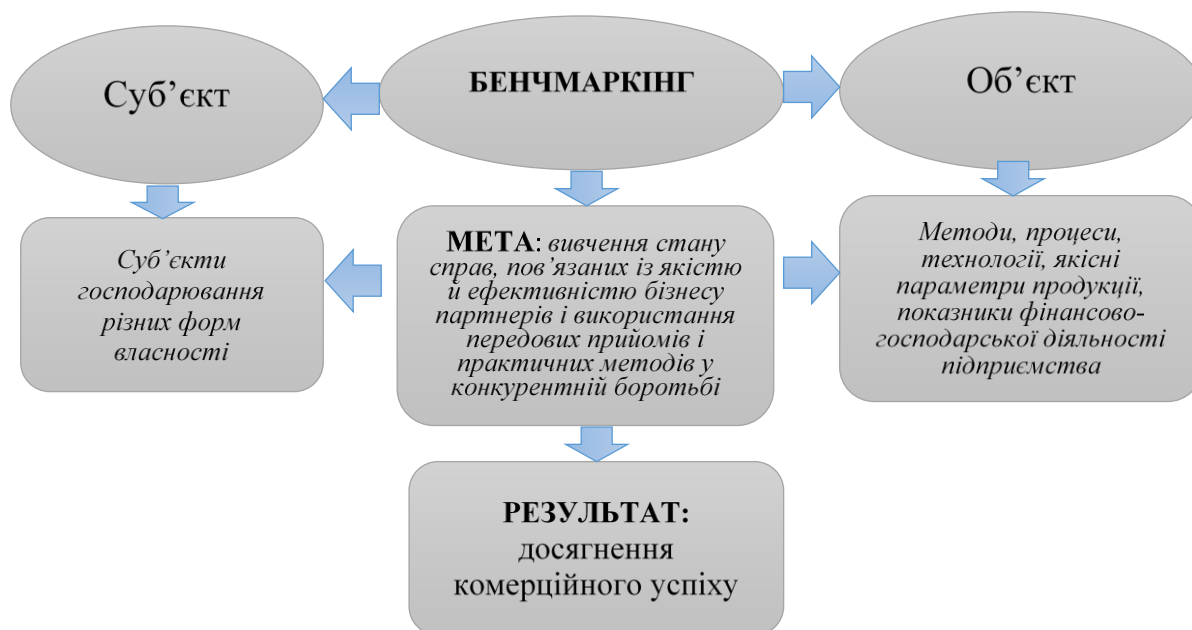 Суб’єкт
БЕНЧМАРКІНГ
Об’єкт
Суб’єкти
господарювання
різних форм
власності
МЕТА: вивчення стану
справ, пов’язаних із якістю
й ефективністю бізнесу
партнерів і використання
передових прийомів і
практичних методів у
конкурентній боротьбі
Методи, процеси,
технології, якісні
параметри продукції,
показники фінансово-
господарської діяльності
підприємства
РЕЗУЛЬТАТ:
досягнення
комерційного успіху